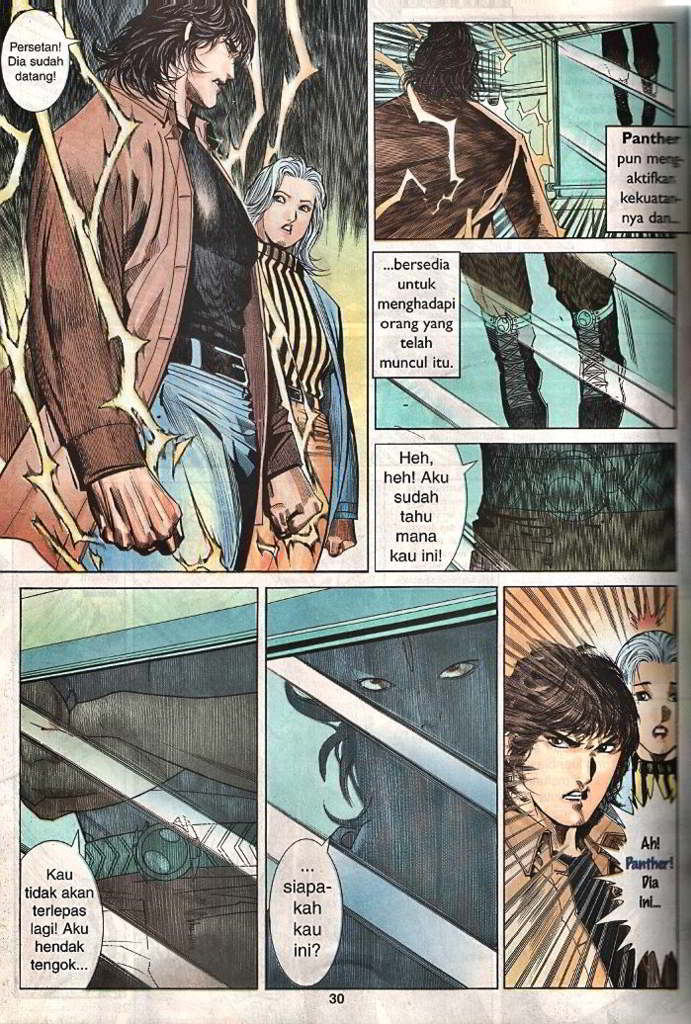 Persetan!
Dia sudah
datang!
Panther
pun meng-
aktifkan
kekuatan-
nya dan...
...bersedia
untuk
menghadapi
orang yang
telah
muncul itu.
Heh,
heh! Aku
sudah
tahu
mana
kau ini!
Kau
tidak akan
terlepas
lagi! Aku
hendak
tengok...
...
siapa-
kah
kau
ini?
Ah!
Panther!
Dia
ini...
30